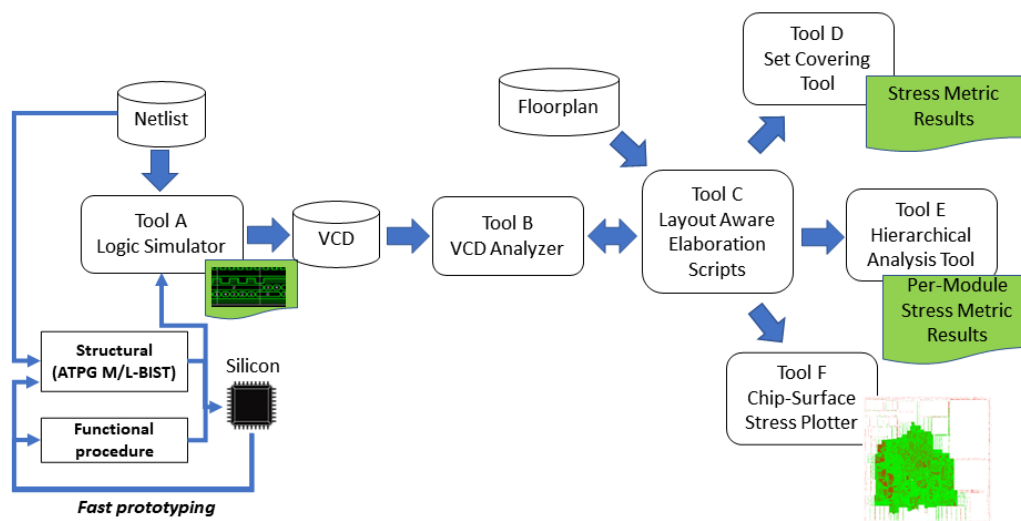 Netlist
Tool A
Logic Simulator
VCD
Structural
(ATPG M/L-BIST)
Functional
procedure
Silicon
Fast prototyping
Tool B
VCD Analyzer
Floorplan
Tool C
Layout Aware
Elaboration
Scripts
Tool D
Set Covering
Tool
Stress Metric
Results
Tool E
Hierarchical
Analysis Tool
Per-Module
Stress Metric
Results
Tool F
Chip-Surface
Stress Plotter